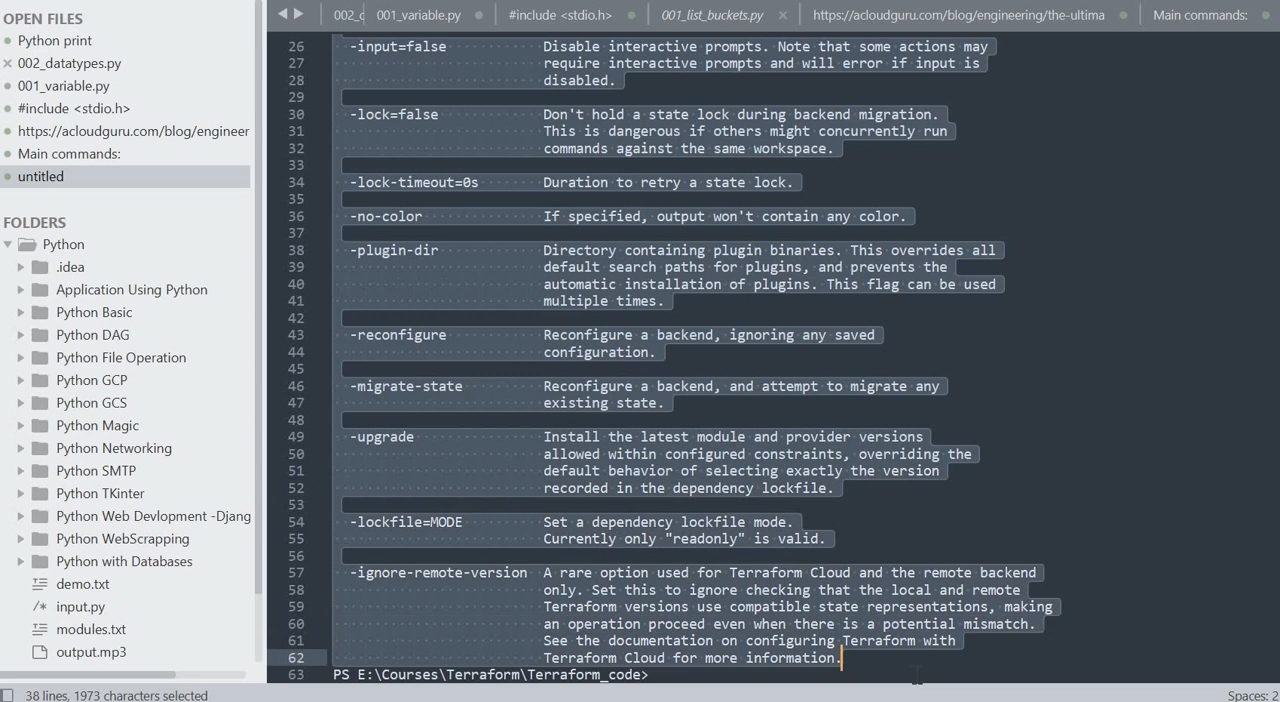 OPEN FILES
Python print
002_datatypes.py
001_variable.py
#include <stdio.h>
https://acloudguru.com/blog/engineer
Main commands:
untitled
FOLDERS
Python
.idea
Application Using Python
Python Basic
Python DAG
Python File Operation
Python GCP
Python GCS
Python Magic
Python Networking
Python SMTP
Python TKinter
Python Web Devlopment -Djang
Python WebScrapping
Python with Databases
demo.txt
/* input.py
modules.txt
output.mp3
002_d 001_variable.py #include <stdio.h> 001_list_buckets.py https://acloudguru.com/blog/engineering/the-ultima Main commands:
26 -input=false Disable interactive prompts. Note that some actions may
27 require interactive prompts and will error if input is
28 disabled.
29
30 -lock=false Don't hold a state lock during backend migration.
31 This is dangerous if others might concurrently run
32 commands against the same workspace.
33
34 -lock-timeout=0s Duration to retry a state lock.
35
36 -no-color If specified, output won't contain any color.
37
38 -plugin-dir Directory containing plugin binaries. This overrides all
39 default search paths for plugins, and prevents the
40 automatic installation of plugins. This flag can be used
41 multiple times.
42
43 -reconfigure Reconfigure a backend, ignoring any saved
44 configuration.
45
46 -migrate-state Reconfigure a backend, and attempt to migrate any
47 existing state.
48
49 -upgrade Install the latest module and provider versions
50 allowed within configured constraints, overriding the
51 default behavior of selecting exactly the version
52 recorded in the dependency lockfile.
53
54 -lockfile=MODE Set a dependency lockfile mode.
55 Currently only "readonly" is valid.
56
57 -ignore-remote-version A rare option used for Terraform Cloud and the remote backend
58 only. Set this to ignore checking that the local and remote
59 Terraform versions use compatible state representations, making
60 an operation proceed even when there is a potential mismatch.
61 See the documentation on configuring Terraform with
62 Terraform Cloud for more information.
63 PS E:\Courses\Terraform\Terraform_code>
38 lines, 1973 characters selected
Spaces: 2